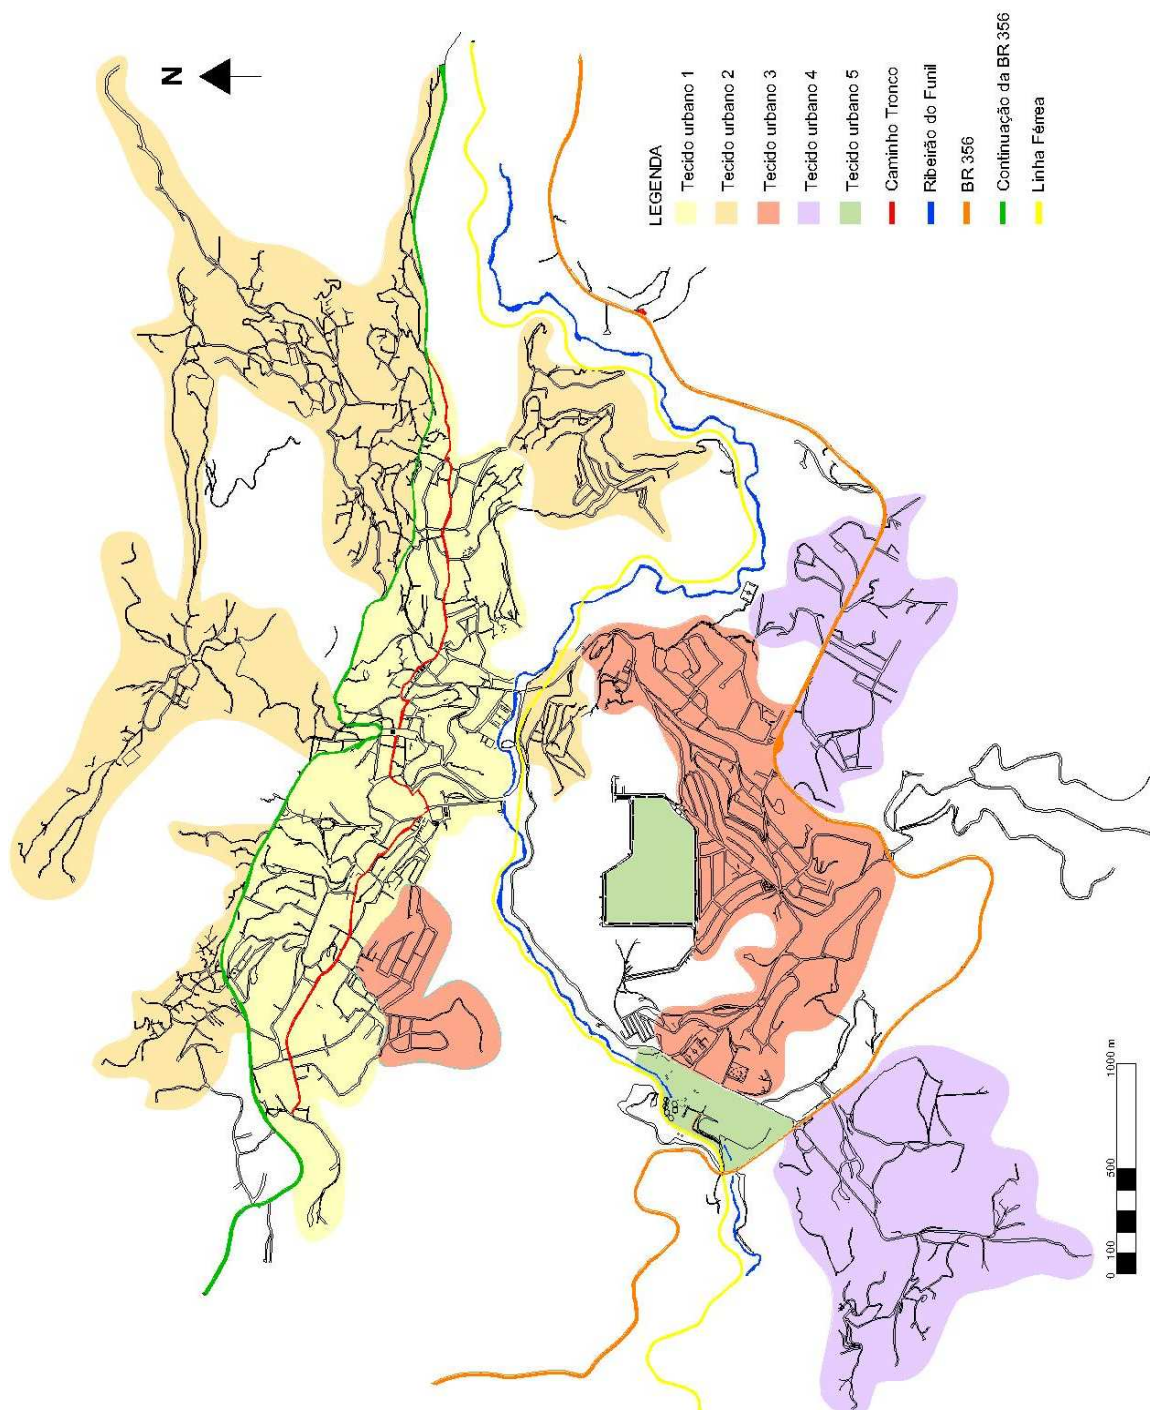 N
LEGENDA
Tecido urbano 1
Tecido urbano 2
Tecido urbano 3
Tecido urbano 4
Tecido urbano 5
Caminho Tronco
Ribeirão do Funil
BR 356
Continuação da BR 356
Linha Férrea
0 100 500 1000 m